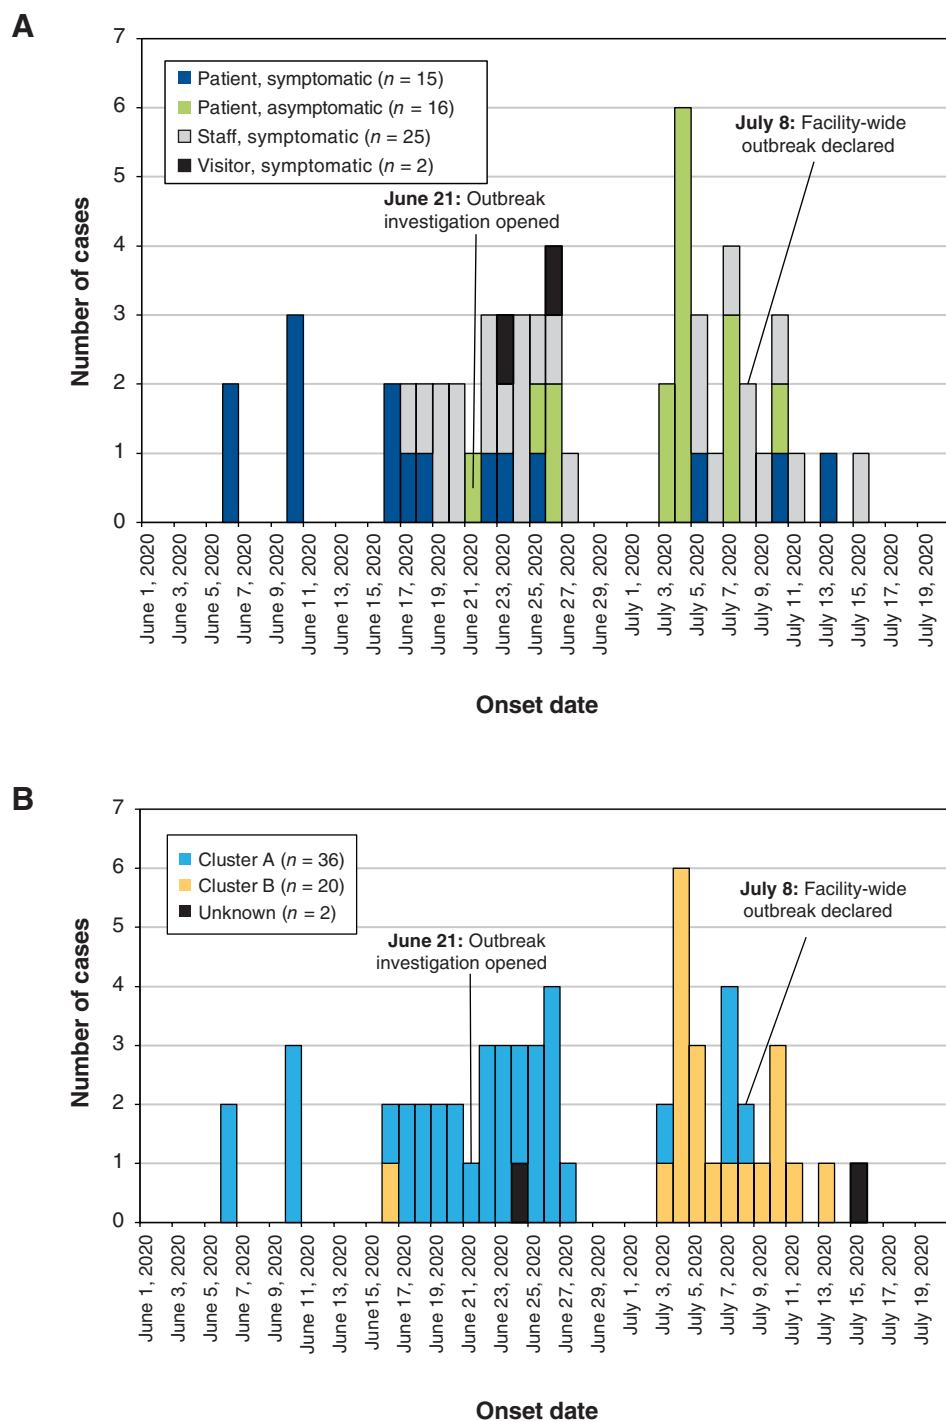 A
7
6
5
4
3
2
1
0
Number of cases
Patient, symptomatic (n = 15)
Patient, asymptomatic (n = 16)
Staff, symptomatic (n = 25)
Visitor, symptomatic (n = 2)
June 21: Outbreak
investigation opened
July 8: Facility-wide
outbreak declared
June 1, 2020
June 3, 2020
June 5, 2020
June 7, 2020
June 9, 2020
June 11, 2020
June 13, 2020
June 15, 2020
June 17, 2020
June 19, 2020
June 21, 2020
June 23, 2020
June 25, 2020
June 27, 2020
June 29, 2020
July 1, 2020
July 3, 2020
July 5, 2020
July 7, 2020
July 9, 2020
July 11, 2020
July 13, 2020
July 15, 2020
July 17, 2020
July 19, 2020
Onset date
B
7
6
5
4
3
2
1
0
Number of cases
Cluster A (n = 36)
Cluster B (n = 20)
Unknown (n = 2)
June 21: Outbreak
investigation opened
July 8: Facility-wide
outbreak declared
June 1, 2020
June 3, 2020
June 5, 2020
June 7, 2020
June 9, 2020
June 11, 2020
June 13, 2020
June15, 2020
June 17, 2020
June 19, 2020
June 21, 2020
June 23, 2020
June 25, 2020
June 27, 2020
June 29, 2020
July 1, 2020
July 3, 2020
July 5, 2020
July 7, 2020
July 9, 2020
July 11, 2020
July 13, 2020
July 15, 2020
July 17, 2020
July 19, 2020
Onset date